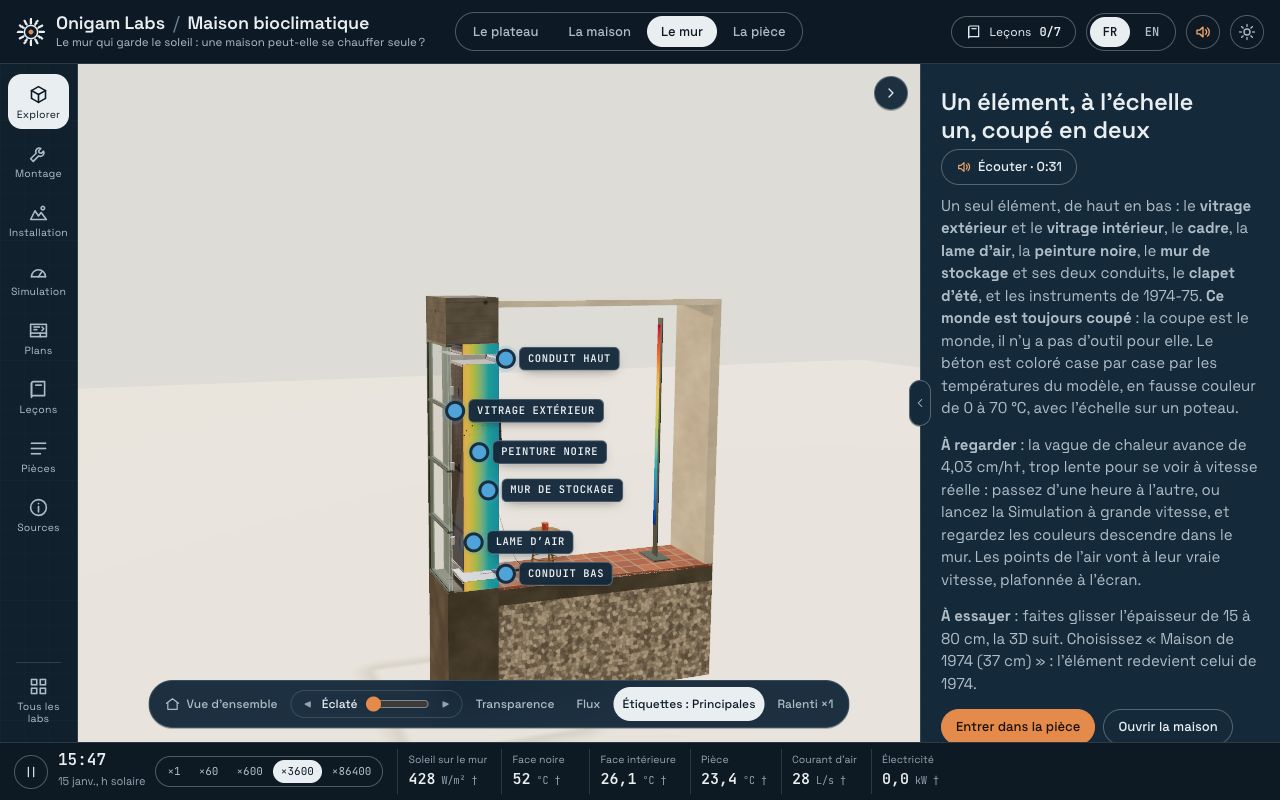 Onigam Labs / Maison bioclimatique
Le mur qui garde le soleil : une maison peut-elle se chauffer seule ?
Le plateau
La maison
Le mur
La pièce
Leçons 0/7
FR
EN
Explorer
Montage
Installation
Simulation
Plans
Leçons
Pièces
Sources
Tous les
labs
CONDUIT HAUT
VITRAGE EXTÉRIEUR
PEINTURE NOIRE
MUR DE STOCKAGE
LAME D’AIR
CONDUIT BAS
Vue d’ensemble
Éclaté
Transparence
Flux
Étiquettes : Principales
Ralenti ×1
Un élément, à l’échelle
un, coupé en deux
Écouter · 0:31
Un seul élément, de haut en bas : le vitrage
extérieur et le vitrage intérieur, le cadre, la
lame d’air, la peinture noire, le mur de
stockage et ses deux conduits, le clapet
d’été, et les instruments de 1974-75. Ce
monde est toujours coupé : la coupe est le
monde, il n’y a pas d’outil pour elle. Le
béton est coloré case par case par les
températures du modèle, en fausse couleur
de 0 à 70 °C, avec l’échelle sur un poteau.
À regarder : la vague de chaleur avance de
4,03 cm/h†, trop lente pour se voir à vitesse
réelle : passez d’une heure à l’autre, ou
lancez la Simulation à grande vitesse, et
regardez les couleurs descendre dans le
mur. Les points de l’air vont à leur vraie
vitesse, plafonnée à l’écran.
À essayer : faites glisser l’épaisseur de 15 à
80 cm, la 3D suit. Choisissez « Maison de
1974 (37 cm) » : l’élément redevient celui de
1974.
Entrer dans la pièce
Ouvrir la maison
15:47
15 janv., h solaire
×1
×60
×600
×3600
×86400
Soleil sur le mur
428 W/m² †
Face noire
52 °C †
Face intérieure
26,1 °C †
Pièce
23,4 °C †
Courant d’air
28 L/s †
Électricité
0,0 kW †